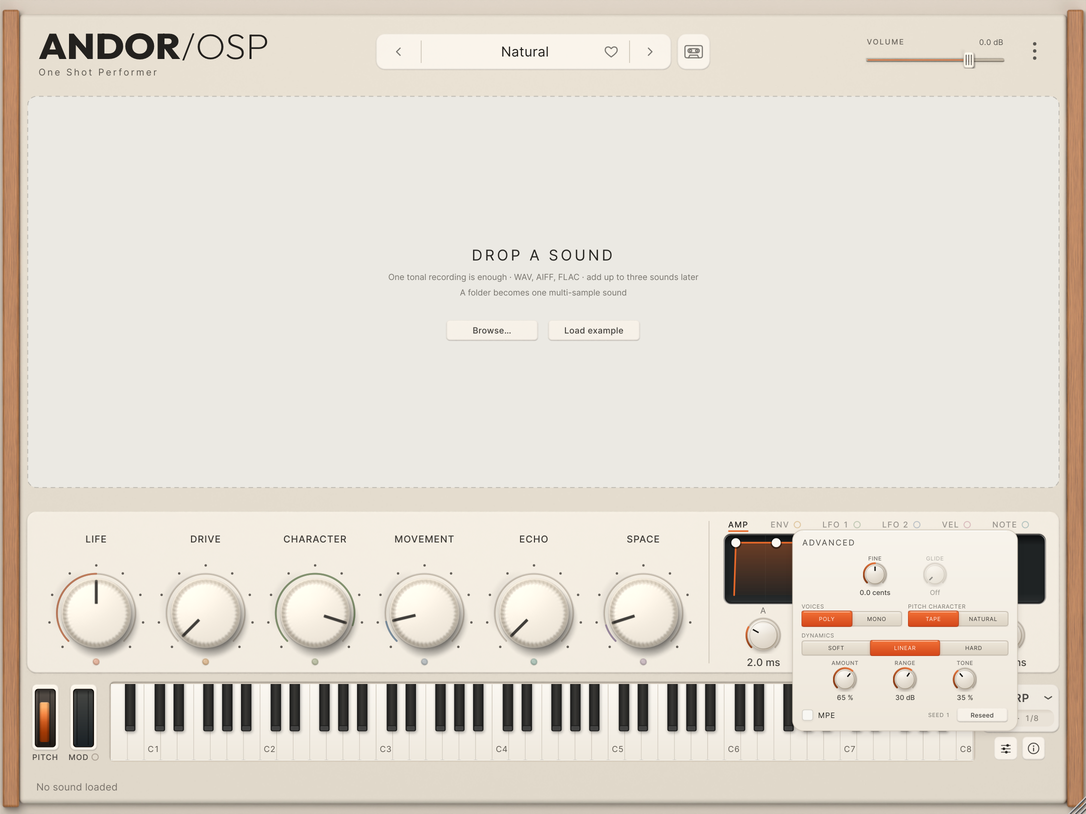 ANDOR/OSP
One Shot Performer
Natural
VOLUME 0.0 dB
DROP A SOUND
One tonal recording is enough · WAV, AIFF, FLAC · add up to three sounds later
A folder becomes one multi-sample sound
Browse... Load example
LIFE DRIVE CHARACTER MOVEMENT ECHO SPACE
AMP ENV LFO 1 LFO 2 VEL NOTE
A
2.0 ms
ADVANCED
FINE GLIDE
0.0 cents Off
VOICES PITCH CHARACTER
POLY MONO TAPE NATURAL
DYNAMICS
SOFT LINEAR HARD
AMOUNT RANGE TONE
65 % 30 dB 35 %
MPE SEED 1 Reseed
1/8
C1 C2 C3 C4 C5 C6 C7 C8
PITCH MOD
No sound loaded